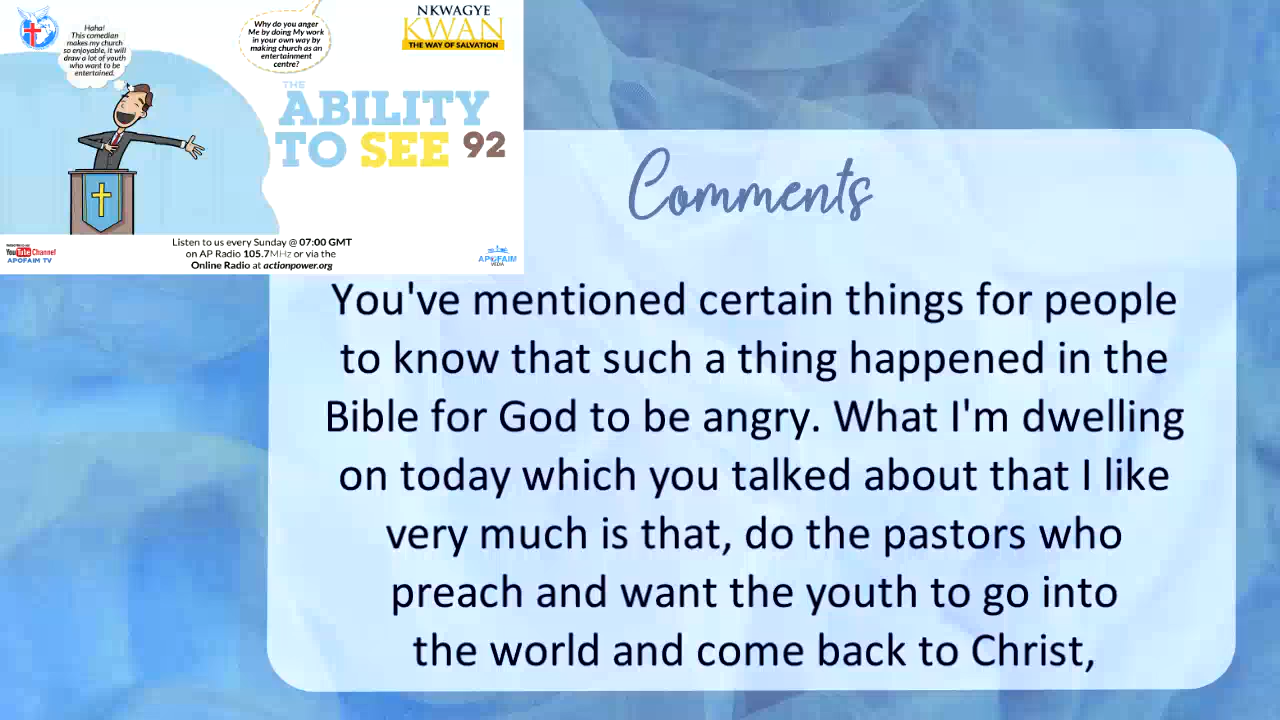 Haha!
This comedian
makes my church
so enjoyable, it will
draw a lot of youth
who want to be
entertained.
Why do you anger
Me by doing My work
in your own way by
making church as an
entertainment
centre?
NKWAGYE
KWAN
THE WAY OF SALVATION
THE
ABILITY
TO SEE 92
Listen to us every Sunday @ 07:00 GMT
on AP Radio 105.7MHz or via the
Online Radio at actionpower.org
YouTube Channel
APOFAIM TV
APOFAIM
MEDIA
Comments
You've mentioned certain things for people
to know that such a thing happened in the
Bible for God to be angry. What I'm dwelling
on today which you talked about that I like
very much is that, do the pastors who
preach and want the youth to go into
the world and come back to Christ,